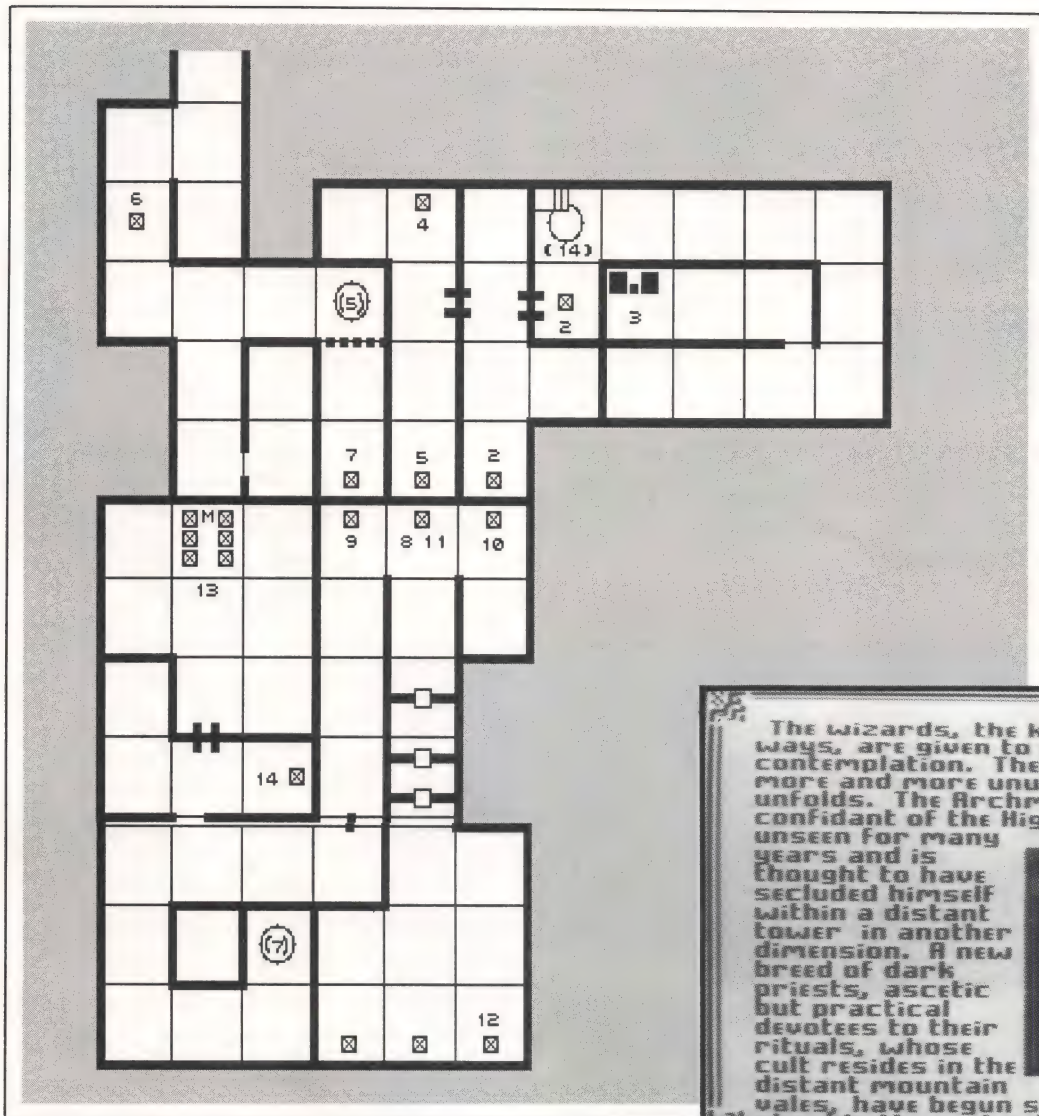 6
4
(14)
(5)
2
3
7 5 2
M
9 8 11 10
13
14
(7)
12
The wizards, the
ways, are given to
contemplation. The
more and more
unfolds. The
confidant of the
unseen for many
years and is
thought to have
secluded himself
within a distant
tower in another
dimension. A new
breed of dark
priests, ascetic
but practical
devotees to their
rituals, whose
cult resides in the
distant mountain
vales, have begun